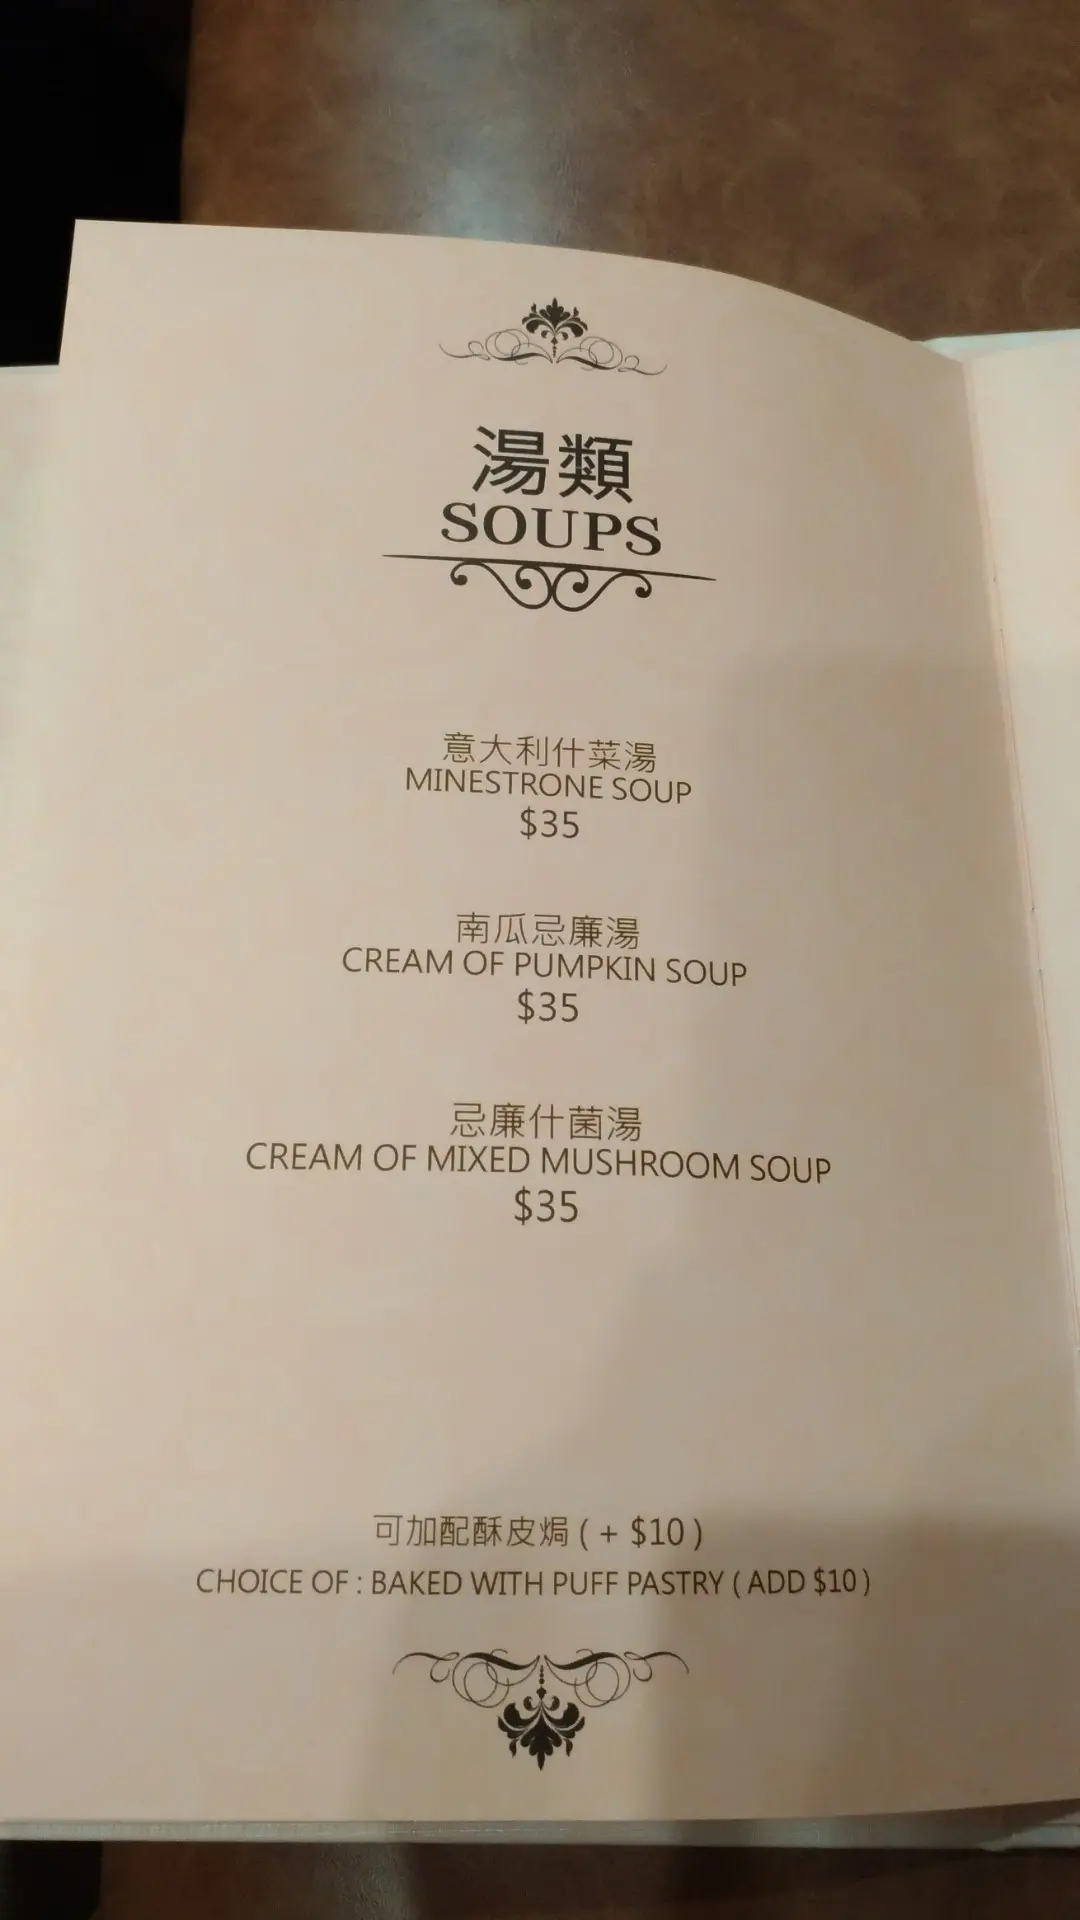 湯類
SOUPS
意大利什菜湯
MINESTRONE SOUP
$35
南瓜忌廉湯
CREAM OF PUMPKIN SOUP
$35
忌廉什菌湯
CREAM OF MIXED MUSHROOM SOUP
$35
可加配酥皮焗 ( + $10 )
CHOICE OF : BAKED WITH PUFF PASTRY ( ADD $10 )